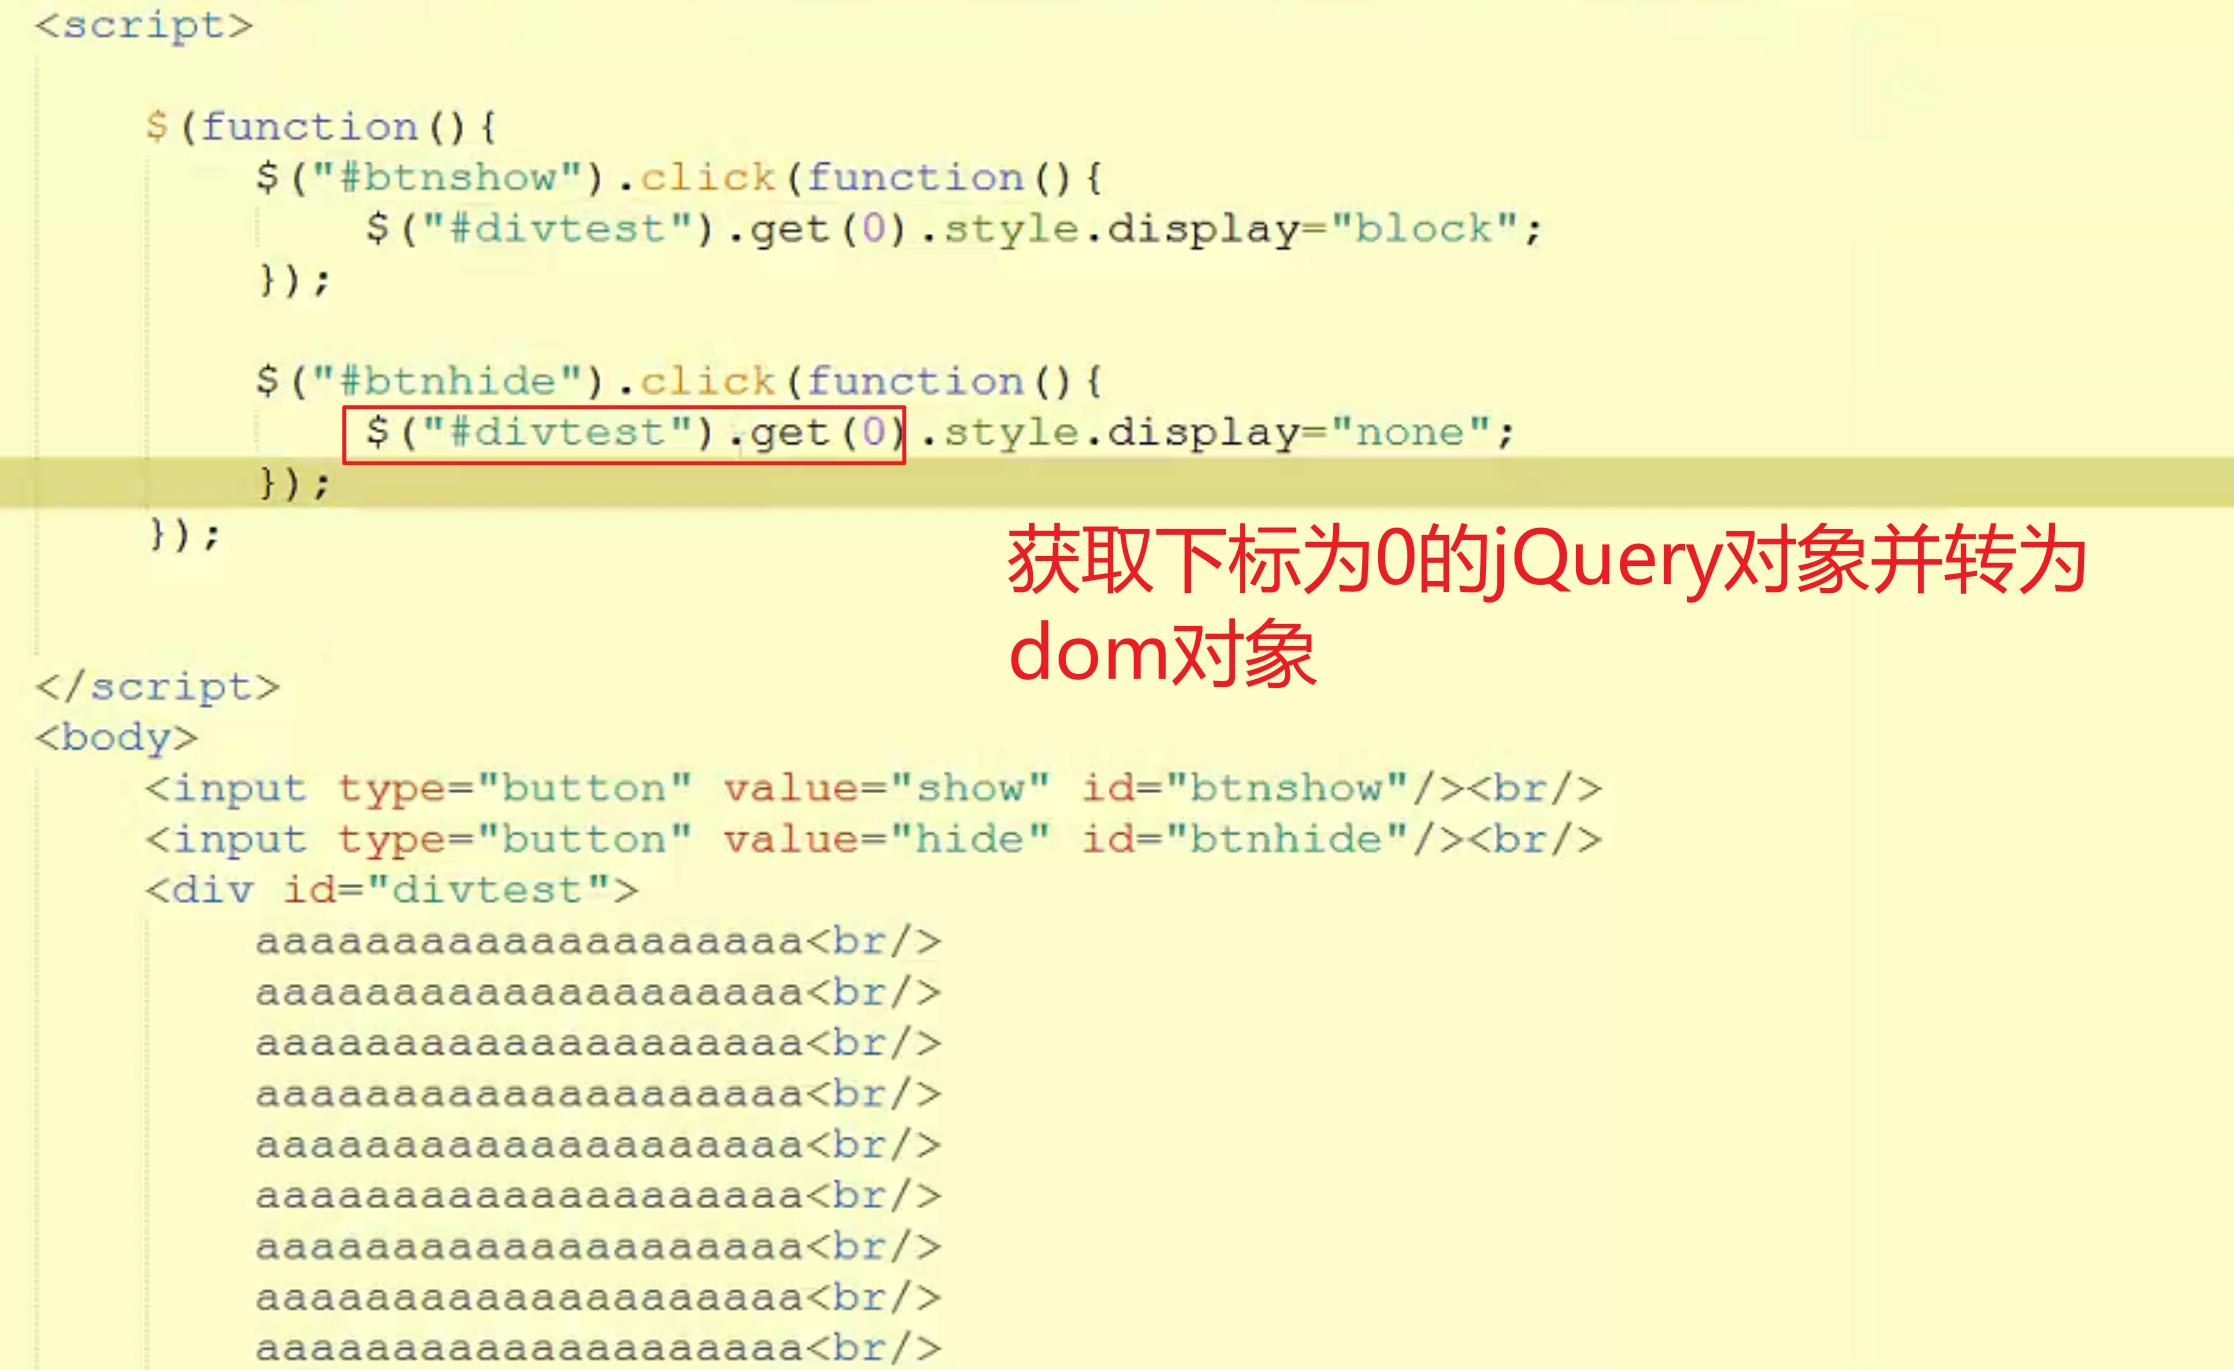 <script>
$(function(){
$("#btnshow").click(function(){
$("#divtest").get(0).style.display="block";
});
$("#btnhide").click(function(){
$("#divtest").get(0).style.display="none";
});
});
获取下标为0的jQuery对象并转为
dom对象
</script>
<body>
<input type="button" value="show" id="btnshow"/><br/>
<input type="button" value="hide" id="btnhide"/><br/>
<div id="divtest">
aaaaaaaaaaaaaaaaaaaa<br/>
aaaaaaaaaaaaaaaaaaaa<br/>
aaaaaaaaaaaaaaaaaaaa<br/>
aaaaaaaaaaaaaaaaaaaa<br/>
aaaaaaaaaaaaaaaaaaaa<br/>
aaaaaaaaaaaaaaaaaaaa<br/>
aaaaaaaaaaaaaaaaaaaa<br/>
aaaaaaaaaaaaaaaaaaaa<br/>
aaaaaaaaaaaaaaaaaaaa<br/>